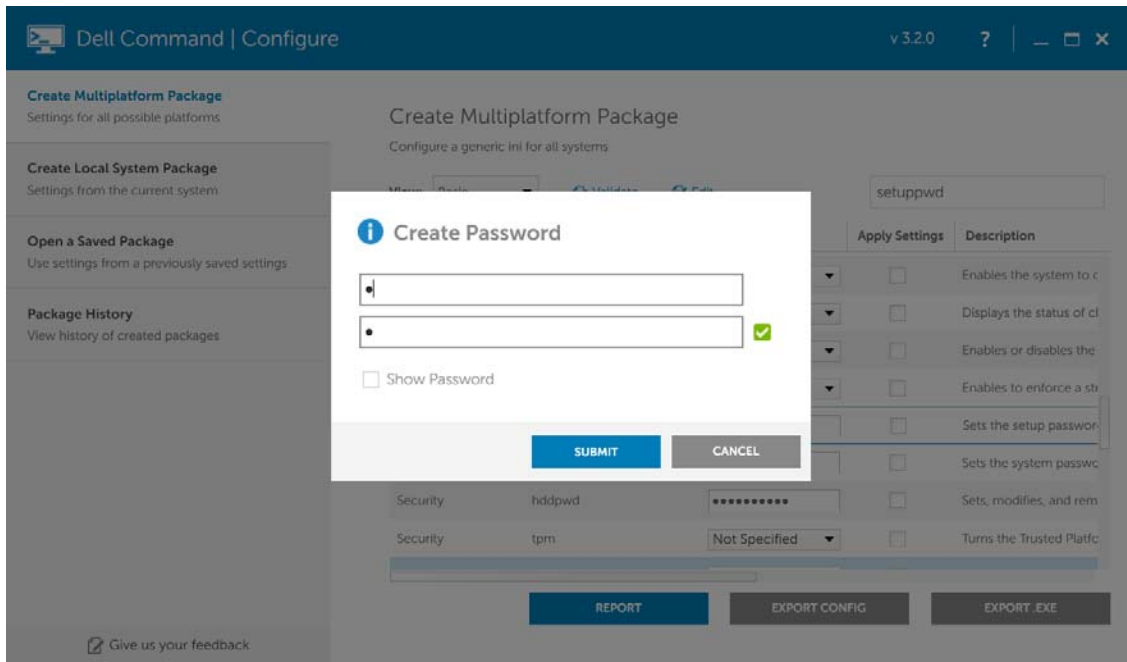 Dell Command | Configure
v 3.2.0 ?
Create Multiplatform Package
Settings for all possible platforms
Create Local System Package
Settings from the current system
Open a Saved Package
Use settings from a previously saved settings
Package History
View history of created packages
Give us your feedback
Create Multiplatform Package
Configure a generic ini for all systems
View: Basic Validate Edit setuppwd
Apply Settings Description
Enables the system to c
Displays the status of cl
Enables or disables the
Enables to enforce a str
Sets the setup passwor
Sets the system passwc
Security hddpwd •••••••••• Sets, modifies, and rem
Security tpm Not Specified Turns the Trusted Platfc
REPORT EXPORT CONFIG EXPORT .EXE
Create Password
•
•
Show Password
SUBMIT CANCEL